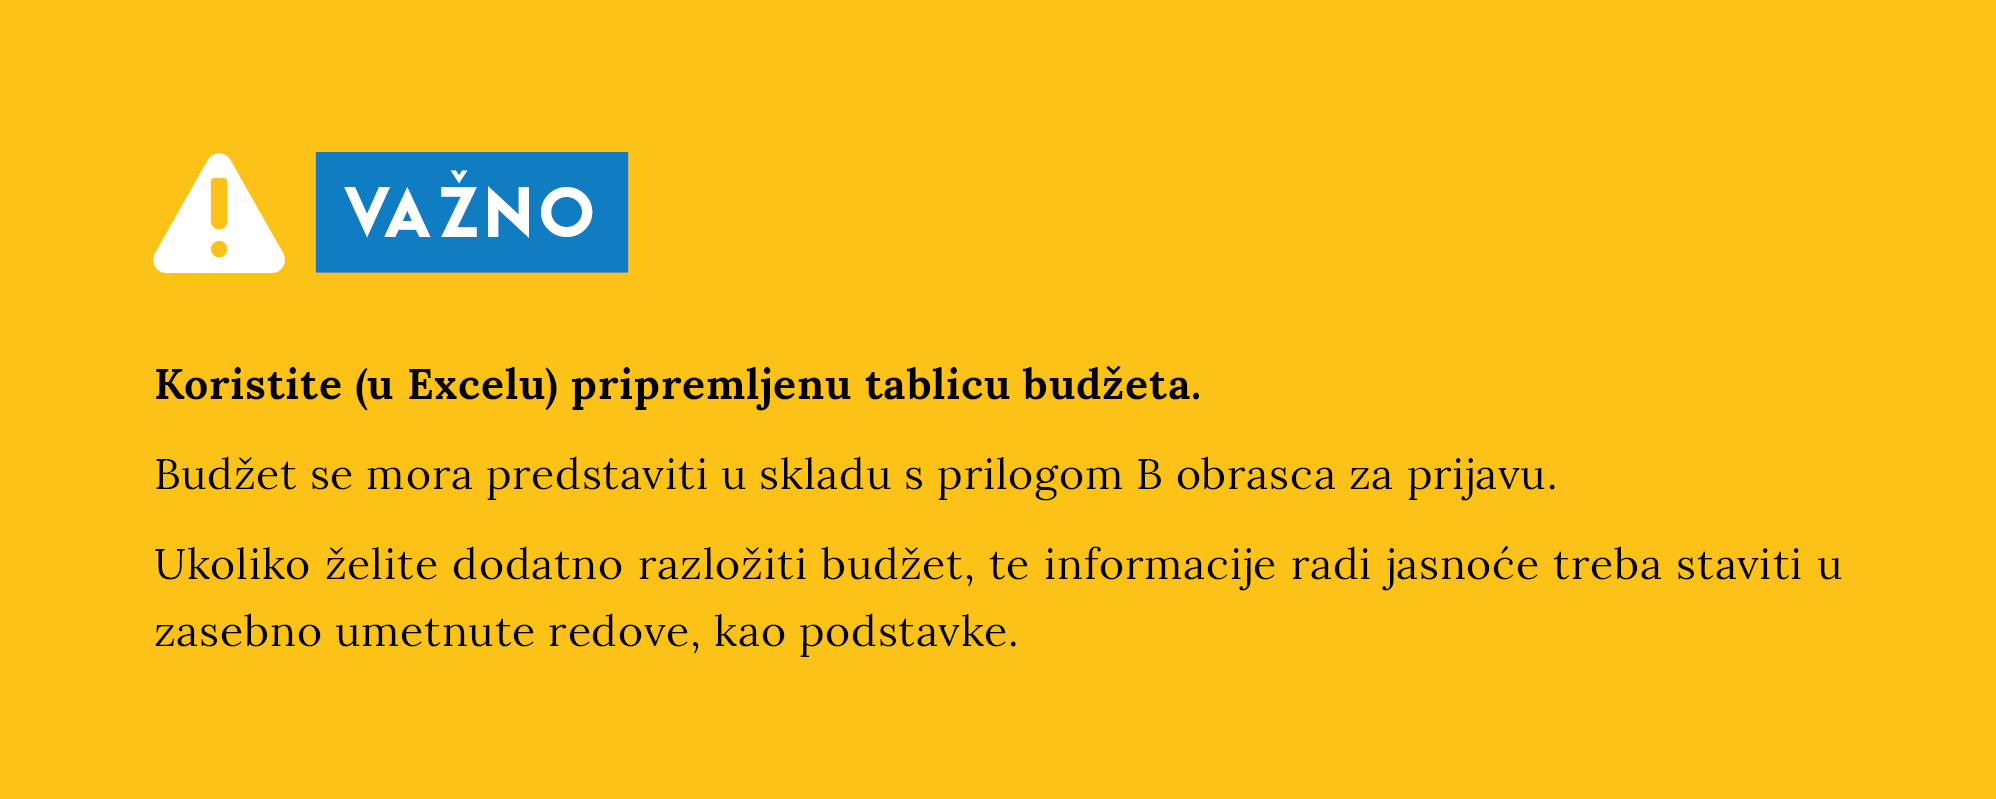 VAŽNO
Koristite (u Excelu) pripremljenu tablicu budžeta.
Budžet se mora predstaviti u skladu s prilogom B obrasca za prijavu.
Ukoliko želite dodatno razložiti budžet, te informacije radi jasnoće treba staviti u
zasebno umetnute redove, kao podstavke.